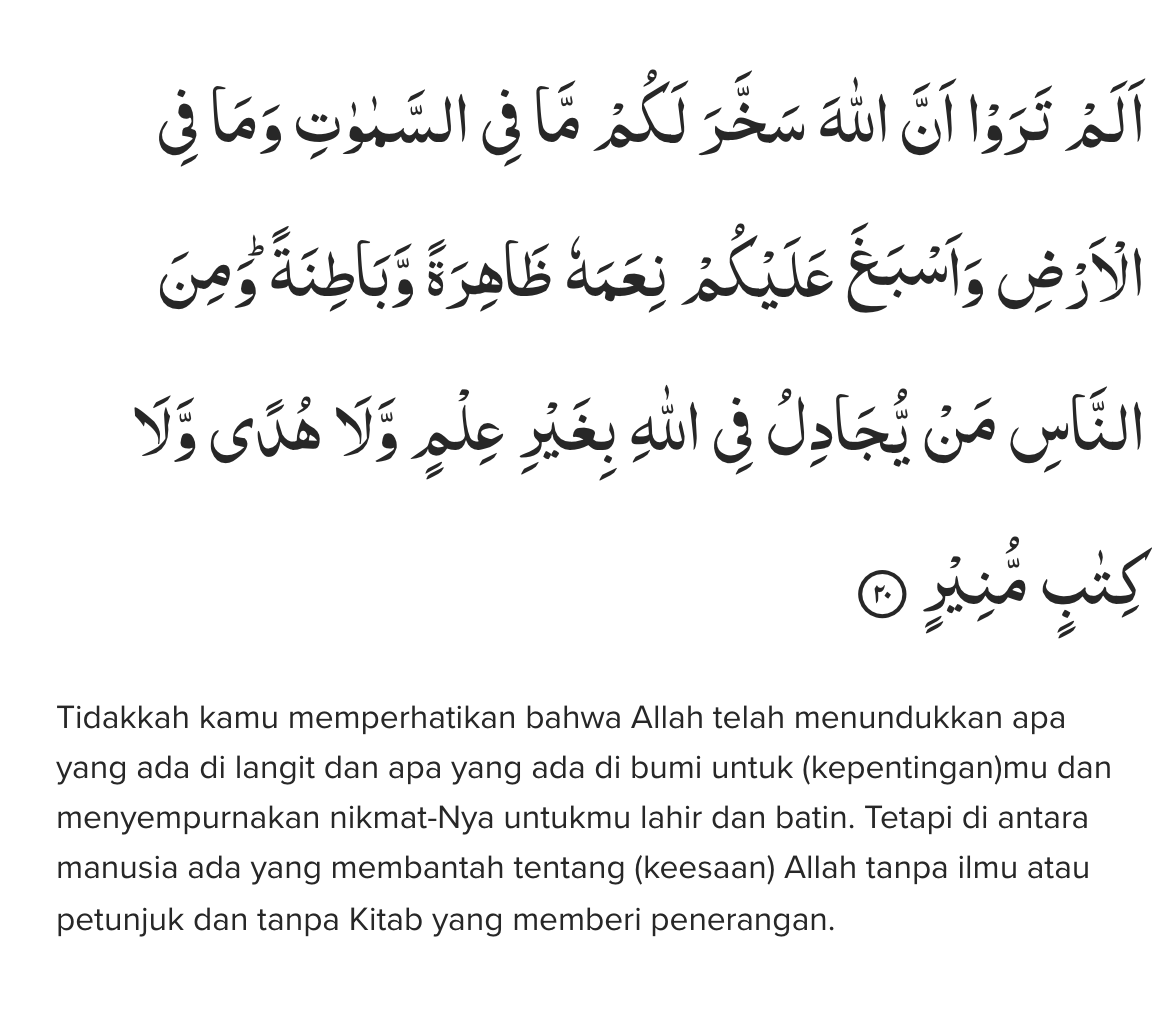 اَلَمْ تَرَوْا اَنَّ اللّٰهَ سَخَّرَ لَكُمْ مَّا فِى السَّمٰوٰتِ وَمَا فِى
الْاَرْضِ وَاَسْبَغَ عَلَيْكُمْ نِعَمَهٗ ظَاهِرَةً وَّبَاطِنَةً ۗوَمِنَ
النَّاسِ مَنْ يُّجَادِلُ فِى اللّٰهِ بِغَيْرِ عِلْمٍ وَّلَا هُدًى وَّلَا
كِتٰبٍ مُّنِيْرٍ ٢٠
Tidakkah kamu memperhatikan bahwa Allah telah menundukkan apa
yang ada di langit dan apa yang ada di bumi untuk (kepentingan)mu dan
menyempurnakan nikmat-Nya untukmu lahir dan batin. Tetapi di antara
manusia ada yang membantah tentang (keesaan) Allah tanpa ilmu atau
petunjuk dan tanpa Kitab yang memberi penerangan.